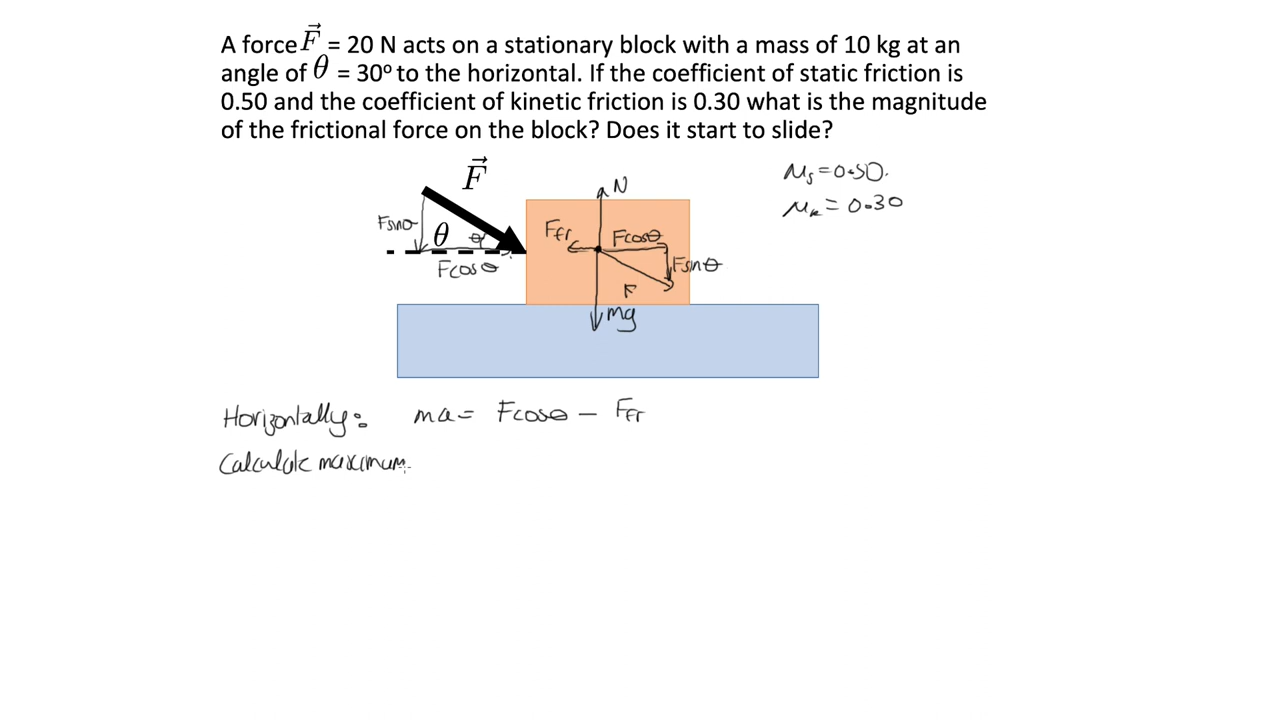 A force F⃗ = 20 N acts on a stationary block with a mass of 10 kg at an
angle of θ = 30º to the horizontal. If the coefficient of static friction is
0.50 and the coefficient of kinetic friction is 0.30 what is the magnitude
of the frictional force on the block? Does it start to slide?
F⃗
μs = 0.50.
μk = 0.30
N
Fsinθ
θ
θ
Fcosθ
Ffr
Fcosθ
Fsinθ
F
mg
Horizontally: ma = Fcosθ - Ffr
Calculate maximum